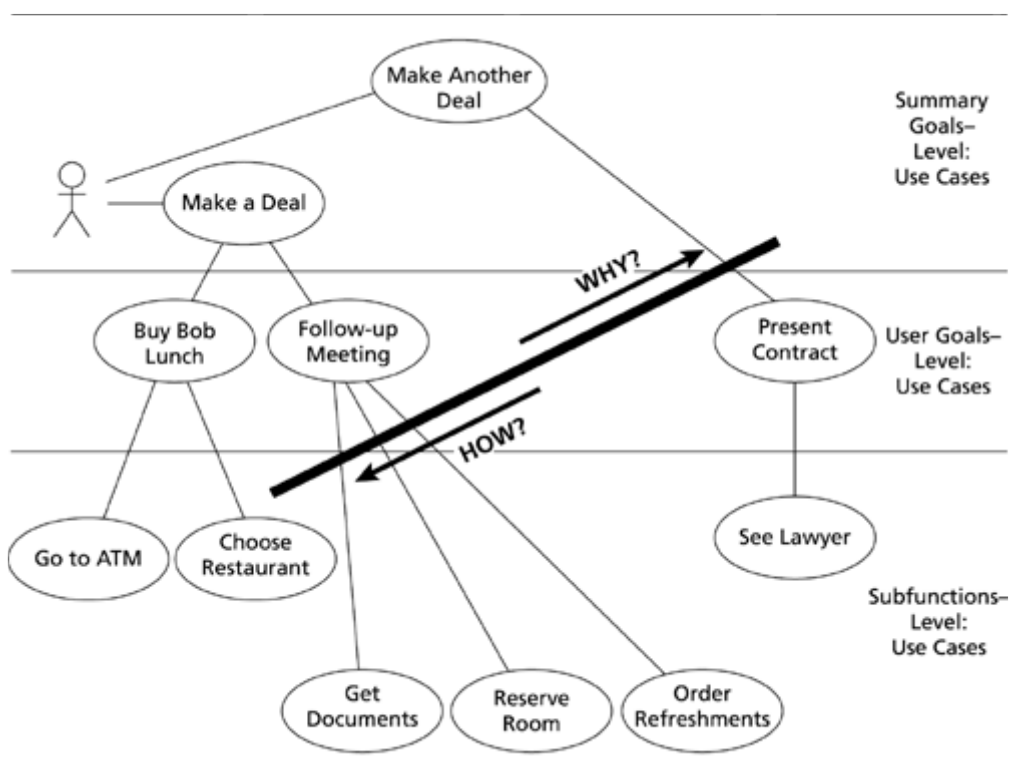 Make Another
Deal
Summary
Goals–
Level:
Use Cases
Make a Deal
WHY?
Buy Bob
Lunch
Follow-up
Meeting
Present
Contract
User Goals–
Level:
Use Cases
HOW?
Go to ATM
Choose
Restaurant
See Lawyer
Subfunctions–
Level:
Use Cases
Get
Documents
Reserve
Room
Order
Refreshments